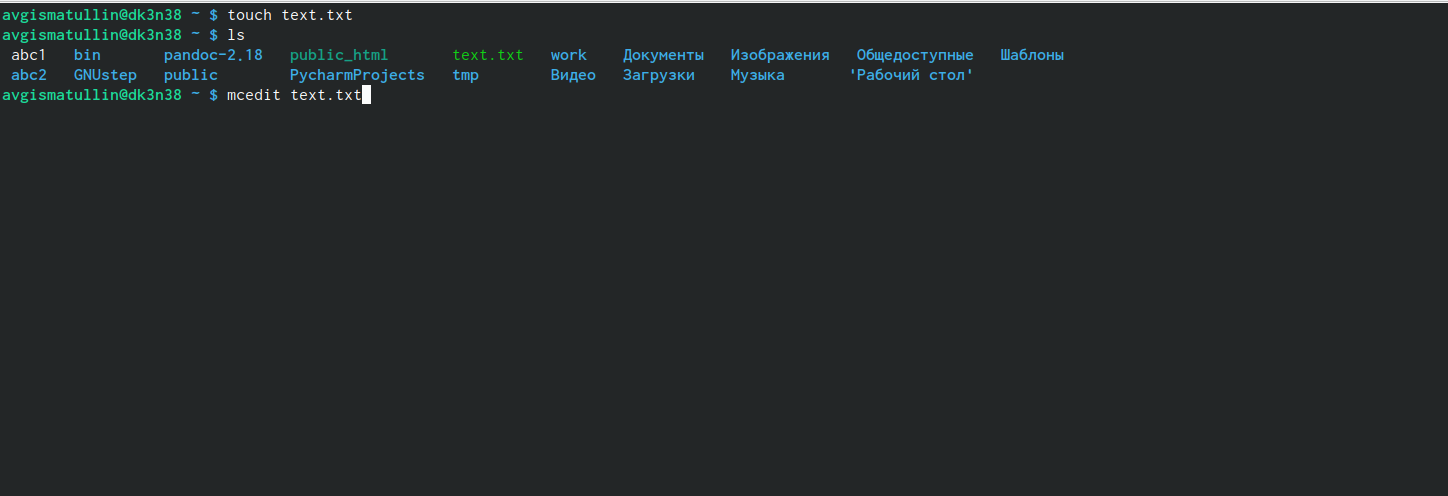 avgismatullin@dk3n38 ~ $ touch text.txt
avgismatullin@dk3n38 ~ $ ls
abc1 bin pandoc-2.18 public_html text.txt work Документы Изображения Общедоступные Шаблоны
abc2 GNUstep public PycharmProjects tmp Видео Загрузки Музыка 'Рабочий стол'
avgismatullin@dk3n38 ~ $ mcedit text.txt